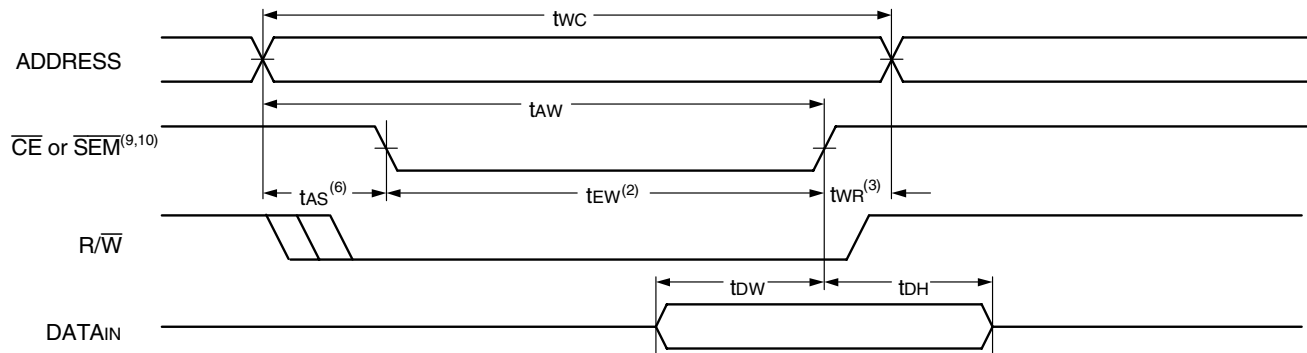 tWC
ADDRESS
tAW
CE or SEM(9,10)
tAS(6)
tEW(2)
tWR(3)
R/W
tDW
tDH
DATAIN